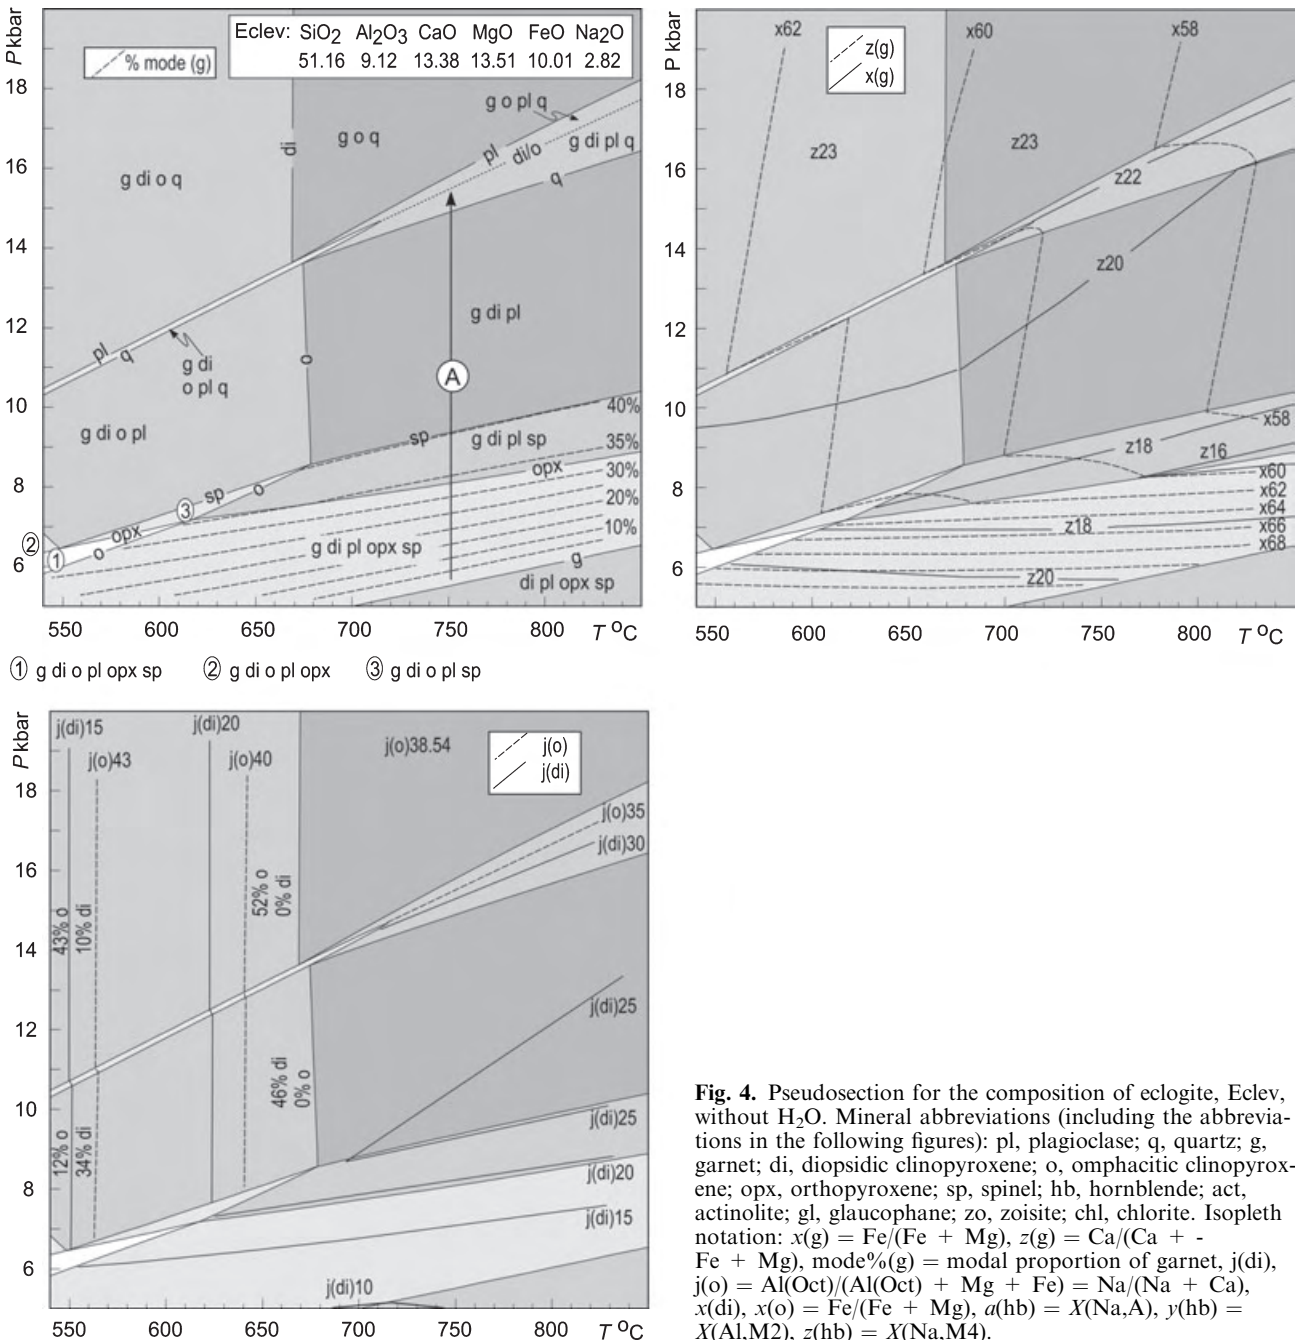 Eclev: SiO2 Al2O3 CaO MgO FeO Na2O
51.16 9.12 13.38 13.51 10.01 2.82
P kbar
% mode (g)
18
16
14
12
10
8
6
di
g o q
g di o q
g o pl q
g di pl q
pl
di/o
q
g di pl
A
o
pl
q
g di
o pl q
g di o pl
sp
g di pl sp
40%
35%
30%
20%
10%
opx
sp
o
3
opx
o
2
1
g di pl opx sp
g
di pl opx sp
550 600 650 700 750 800 T °C
1 g di o pl opx sp 2 g di o pl opx 3 g di o pl sp
P kbar
x62
x60
x58
z(g)
x(g)
18
16
14
12
10
8
6
z23
z23
z22
z20
x58
z18
z16
x60
x62
x64
z18
x66
x68
z20
550 600 650 700 750 800 T °C
P kbar
j(di)15
j(di)20
j(o)43
j(o)40
j(o)38.54
j(o)
j(di)
18
16
14
12
10
8
6
j(o)35
j(di)30
52% o
0% di
43% o
10% di
j(di)25
46% di
0% o
12% o
34% di
j(di)25
j(di)20
j(di)15
j(di)10
550 600 650 700 750 800 T °C
Fig. 4. Pseudosection for the composition of eclogite, Eclev,
without H2O. Mineral abbreviations (including the abbrevia-
tions in the following figures): pl, plagioclase; q, quartz; g,
garnet; di, diopsidic clinopyroxene; o, omphacitic clinopyrox-
ene; opx, orthopyroxene; sp, spinel; hb, hornblende; act,
actinolite; gl, glaucophane; zo, zoisite; chl, chlorite. Isopleth
notation: x(g) = Fe/(Fe + Mg), z(g) = Ca/(Ca + -
Fe + Mg), mode%(g) = modal proportion of garnet, j(di),
j(o) = Al(Oct)/(Al(Oct) + Mg + Fe) = Na/(Na + Ca),
x(di), x(o) = Fe/(Fe + Mg), a(hb) = X(Na,A), y(hb) =
X(Al,M2), z(hb) = X(Na,M4).